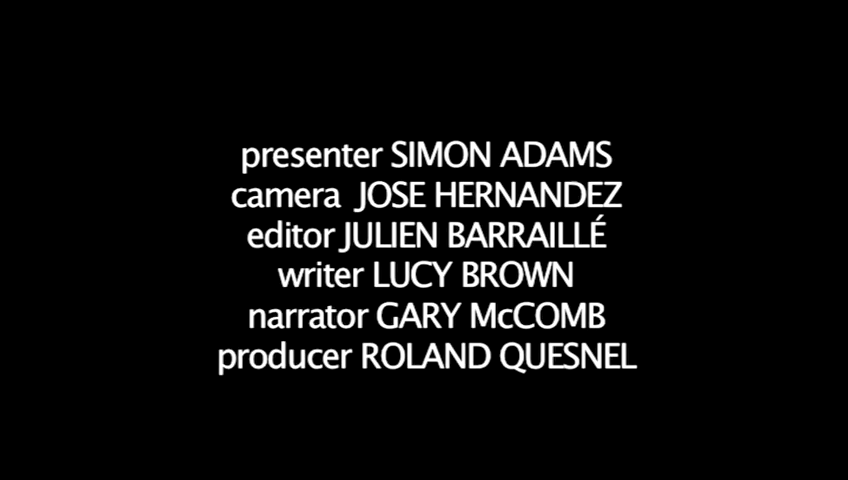 presenter SIMON ADAMS
camera JOSE HERNANDEZ
editor JULIEN BARRAILLÉ
writer LUCY BROWN
narrator GARY McCOMB
producer ROLAND QUESNEL